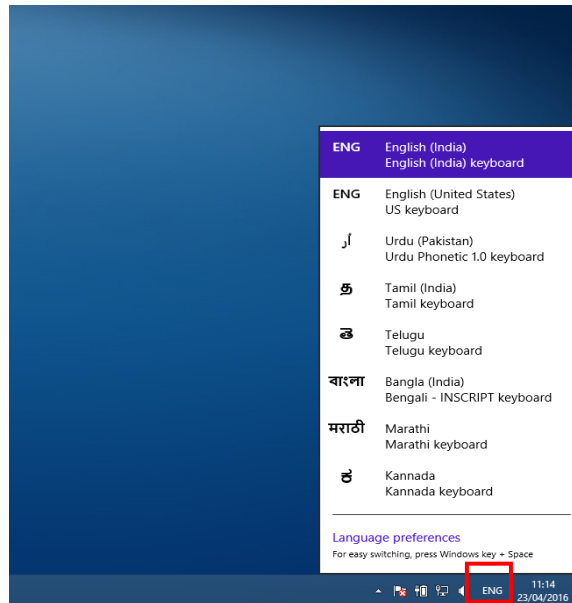 ENG English (India)
English (India) keyboard
ENG English (United States)
US keyboard
اُر Urdu (Pakistan)
Urdu Phonetic 1.0 keyboard
த Tamil (India)
Tamil keyboard
తె Telugu
Telugu keyboard
বাংলা Bangla (India)
Bengali - INSCRIPT keyboard
मराठी Marathi
Marathi keyboard
ಕ Kannada
Kannada keyboard
Language preferences
For easy switching, press Windows key + Space
ENG 11:14
23/04/2016